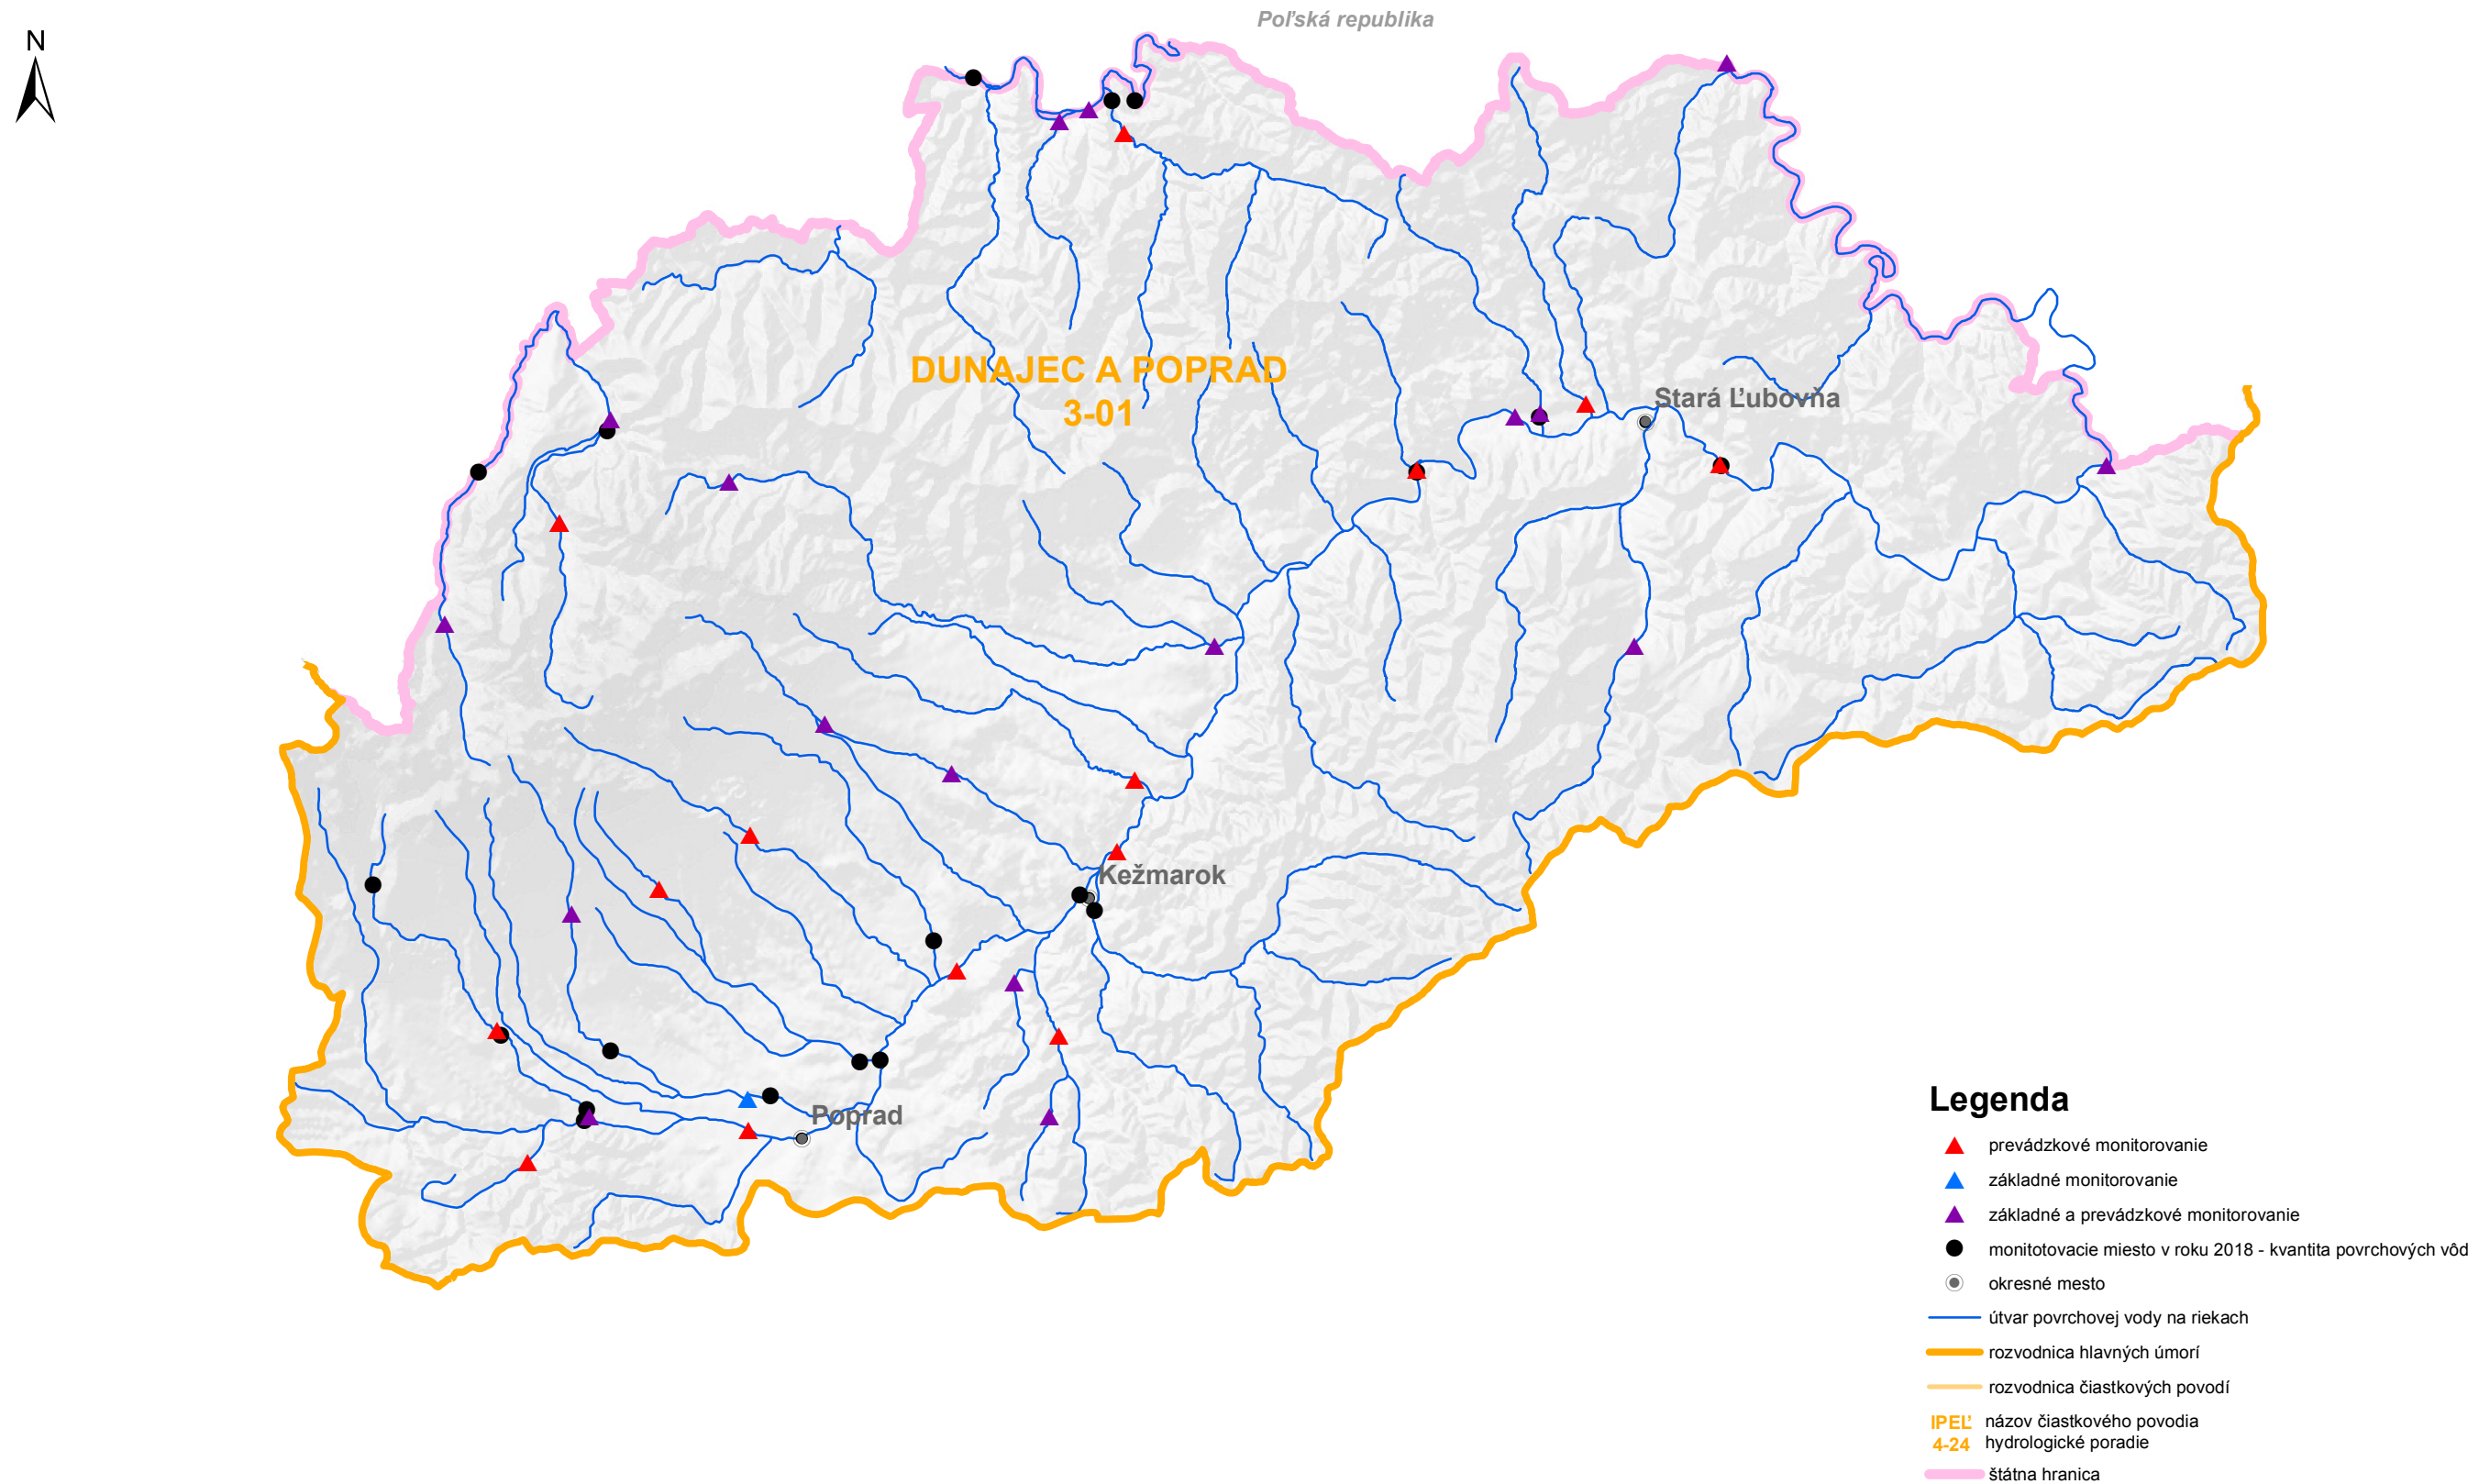 Poľská republika
N
DUNAJEC A POPRAD
3-01
Stará Ľubovňa
Kežmarok
Poprad
Legenda
prevádzkové monitorovanie
základné monitorovanie
základné a prevádzkové monitorovanie
monitotovacie miesto v roku 2018 - kvantita povrchových vôd
okresné mesto
útvar povrchovej vody na riekach
rozvodnica hlavných úmorí
rozvodnica čiastkových povodí
IPEĽ názov čiastkového povodia
4-24 hydrologické poradie
štátna hranica